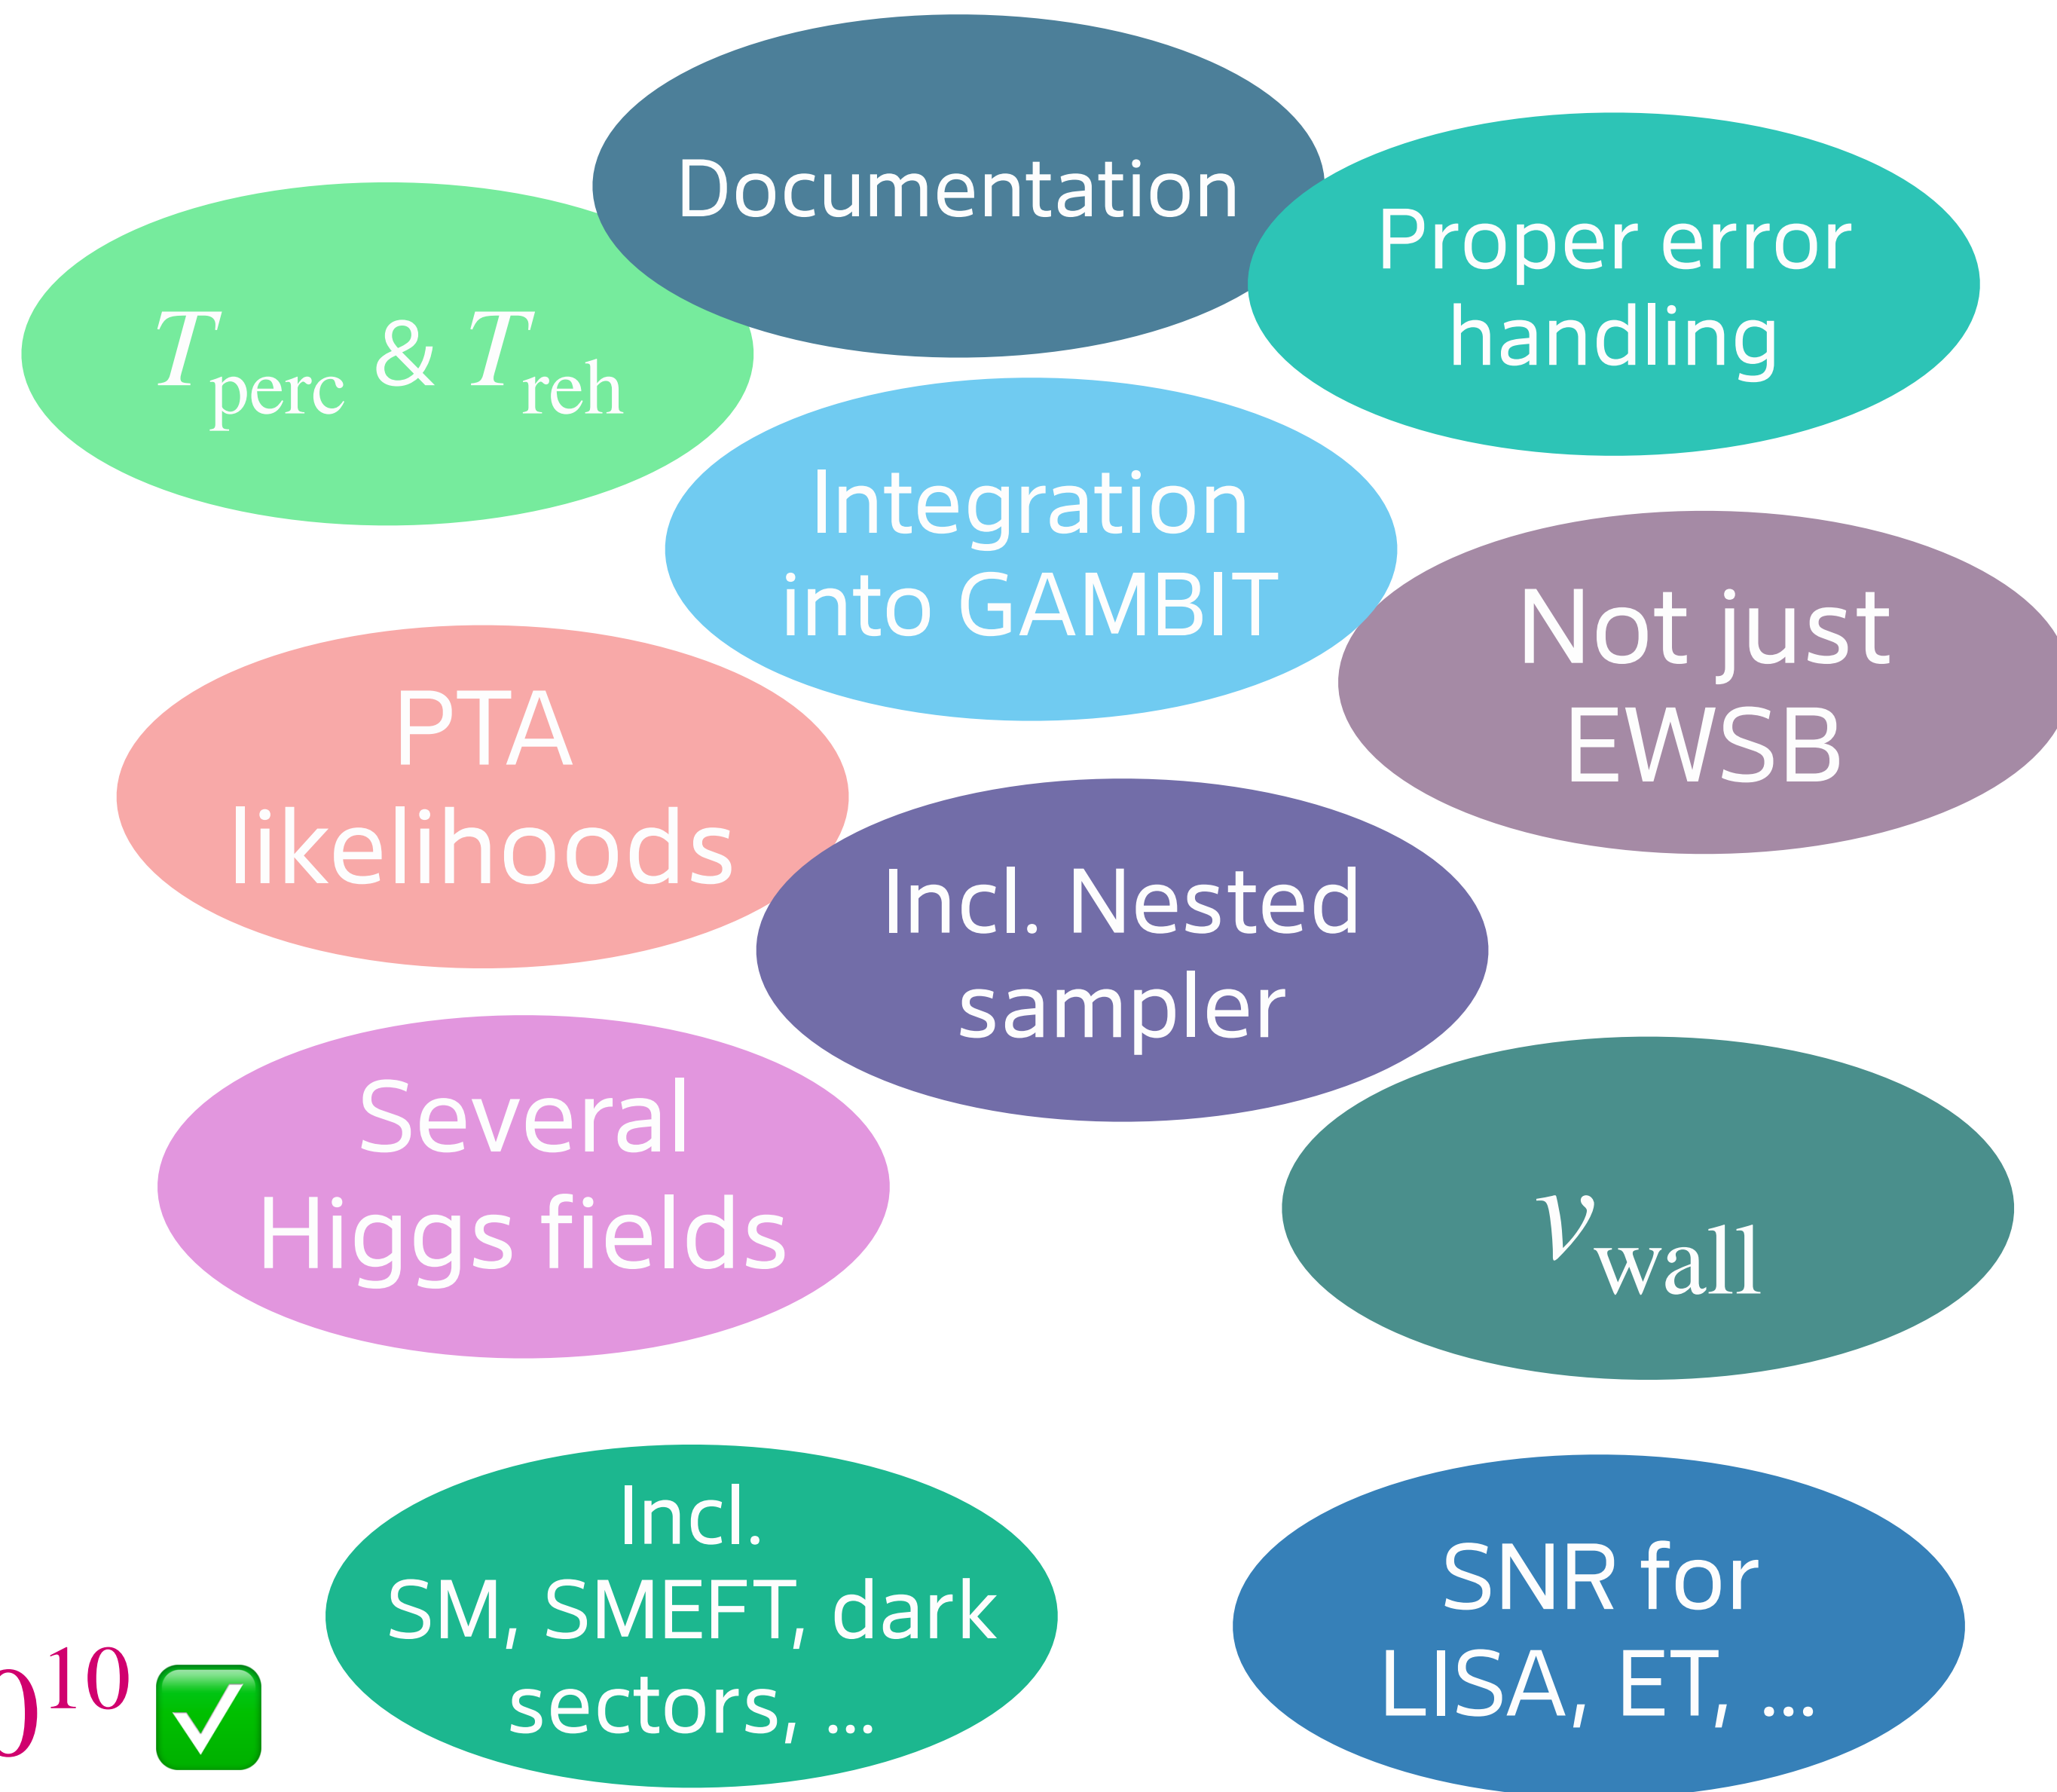 Documentation
Proper error
handling
T_perc & T_reh
Integration
into GAMBIT
Not just
EWSB
PTA
likelihoods
Incl. Nested
sampler
Several
Higgs fields
v_wall
Incl.
SM, SMEFT, dark
sectors, ...
SNR for
LISA, ET, ...
0^10 ✅